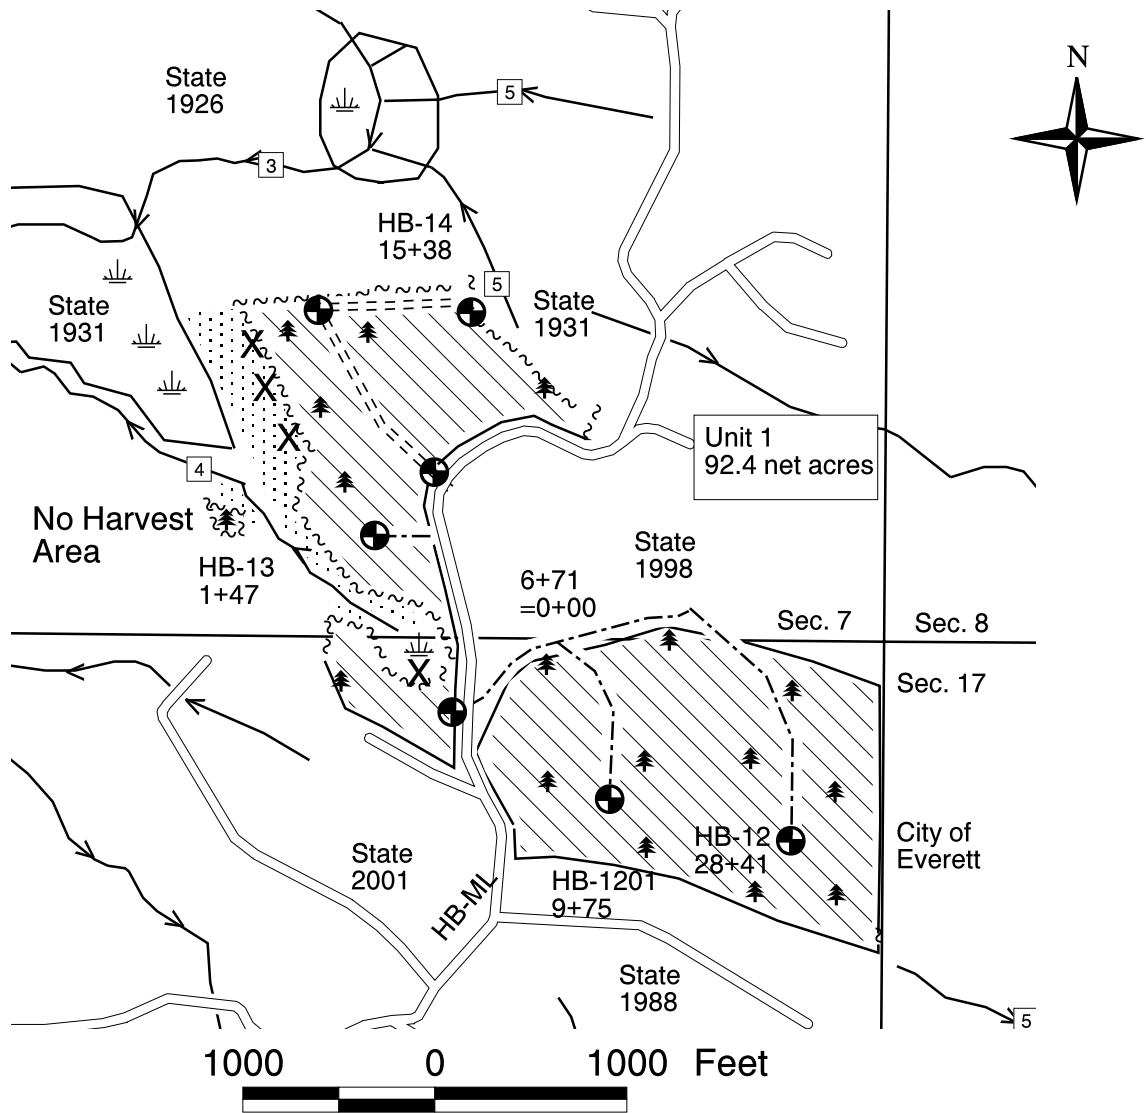 N
State
1926
5
3
HB-14
15+38
5
State
1931
State
1931
Unit 1
92.4 net acres
4
No Harvest
Area
HB-13
1+47
State
1998
6+71
=0+00
Sec. 7
Sec. 8
Sec. 17
X
X
X
X
HB-12
28+41
City of
Everett
State
2001
HB-ML
HB-1201
9+75
State
1988
5
1000 0 1000 Feet